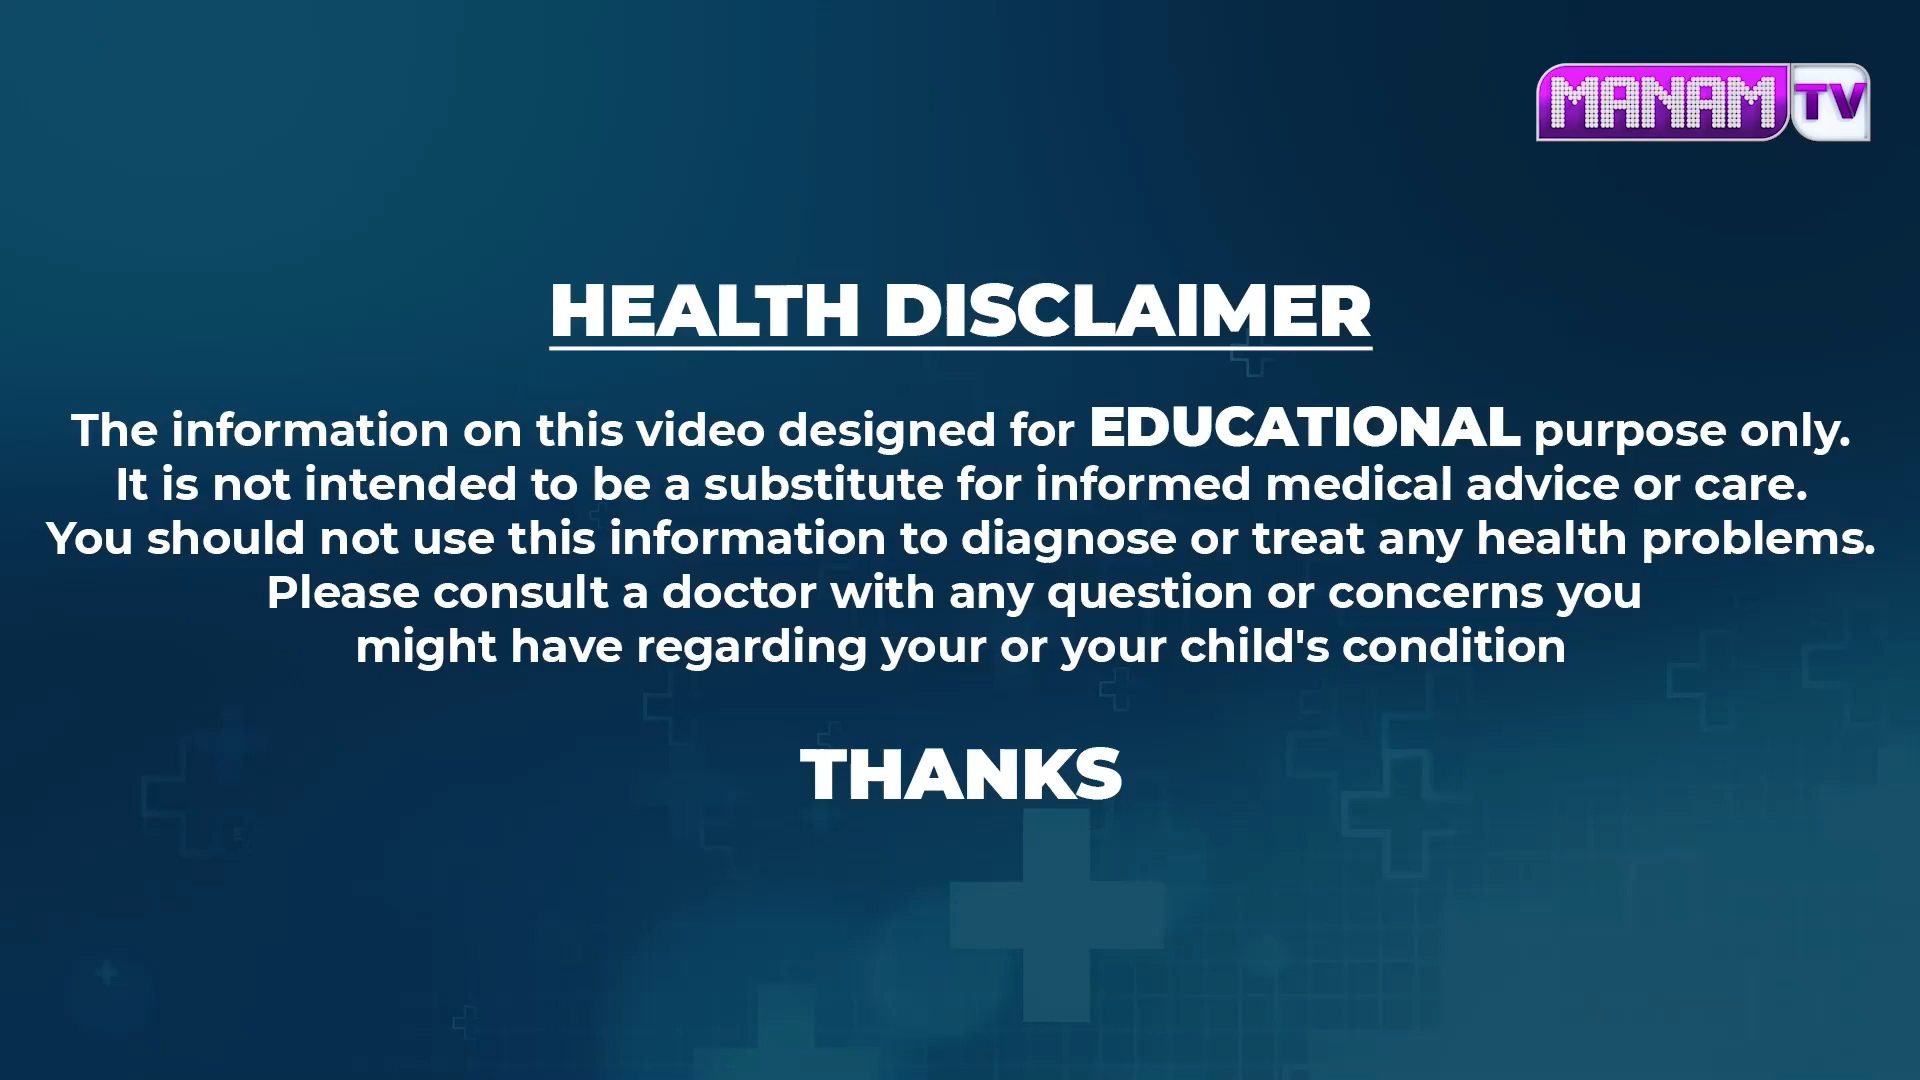 MANAM TV
HEALTH DISCLAIMER
The information on this video designed for EDUCATIONAL purpose only.
It is not intended to be a substitute for informed medical advice or care.
You should not use this information to diagnose or treat any health problems.
Please consult a doctor with any question or concerns you
might have regarding your or your child's condition
THANKS